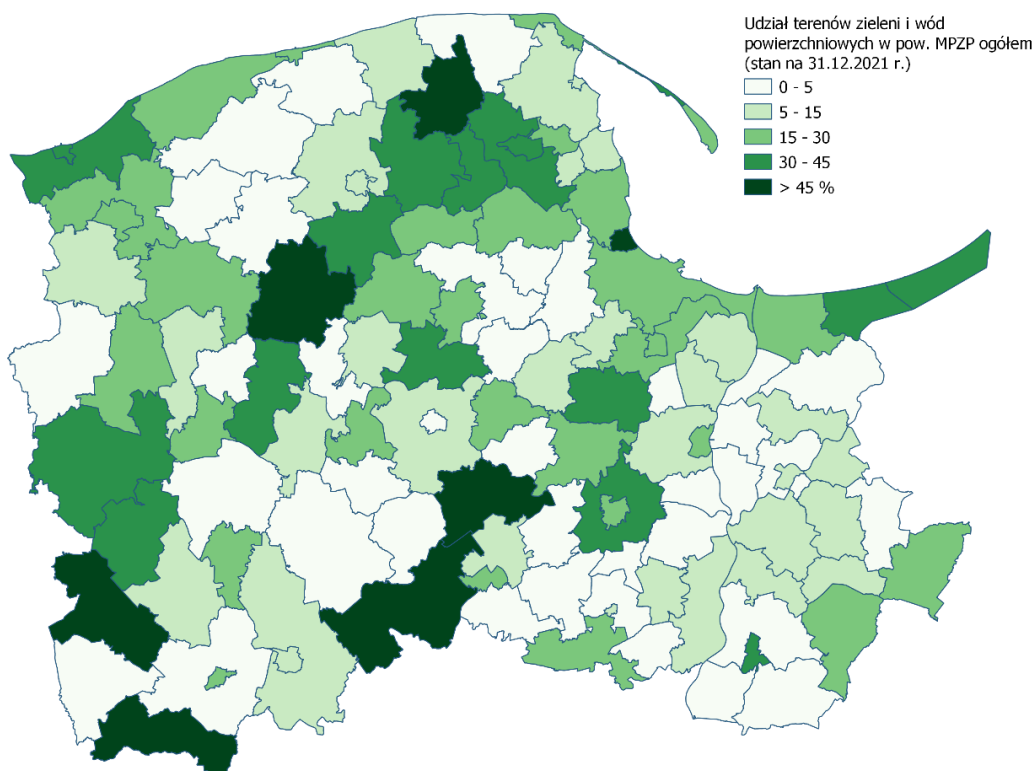 Udział terenów zieleni i wód
powierzchniowych w pow. MPZP ogółem
(stan na 31.12.2021 r.)
0 - 5
5 - 15
15 - 30
30 - 45
> 45 %